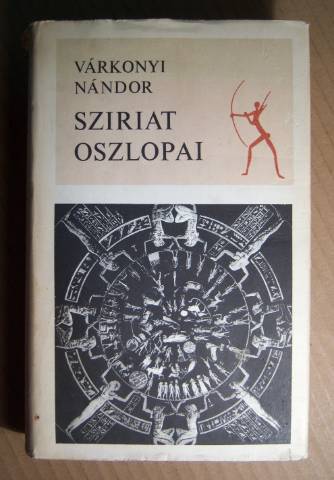 VÁRKONYI
NÁNDOR
SZIRIAT
OSZLOPAI